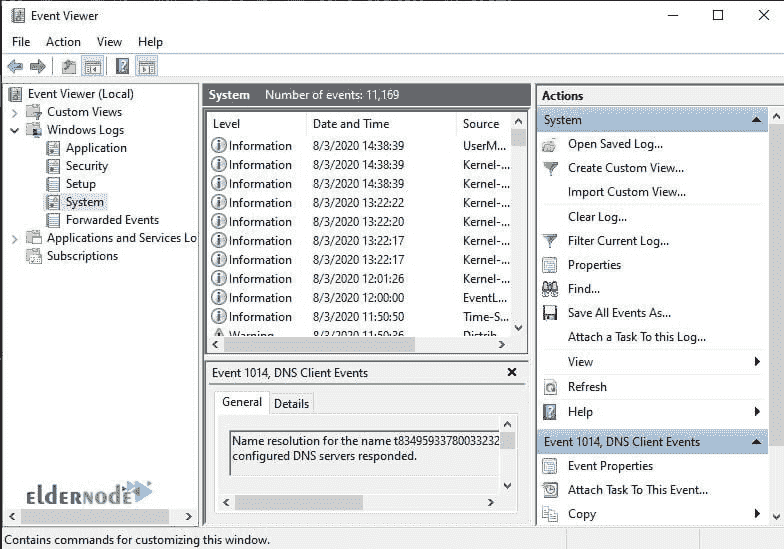 Event Viewer
File Action View Help
Event Viewer (Local)
Custom Views
Windows Logs
Application
Security
Setup
System
Forwarded Events
Applications and Services Lo
Subscriptions
eldernode
System Number of events: 11,169
Level Date and Time Source
Information 8/3/2020 14:38:39 UserM...
Information 8/3/2020 14:38:39 Kernel-...
Information 8/3/2020 14:38:39 Kernel-...
Information 8/3/2020 13:22:22 Kernel-...
Information 8/3/2020 13:22:20 Kernel-...
Information 8/3/2020 13:22:17 Kernel-...
Information 8/3/2020 13:22:17 Kernel-...
Information 8/3/2020 12:01:26 Kernel-...
Information 8/3/2020 12:00:00 EventL...
Information 8/3/2020 11:50:50 Time-S...
Warning 8/3/2020 11:50:36 Distrib...
Event 1014, DNS Client Events
General Details
Name resolution for the name t83495933780033232
configured DNS servers responded.
Actions
System
Open Saved Log...
Create Custom View...
Import Custom View...
Clear Log...
Filter Current Log...
Properties
Find...
Save All Events As...
Attach a Task To this Log...
View
Refresh
Help
Event 1014, DNS Client Events
Event Properties
Attach Task To This Event...
Copy
Contains commands for customizing this window.